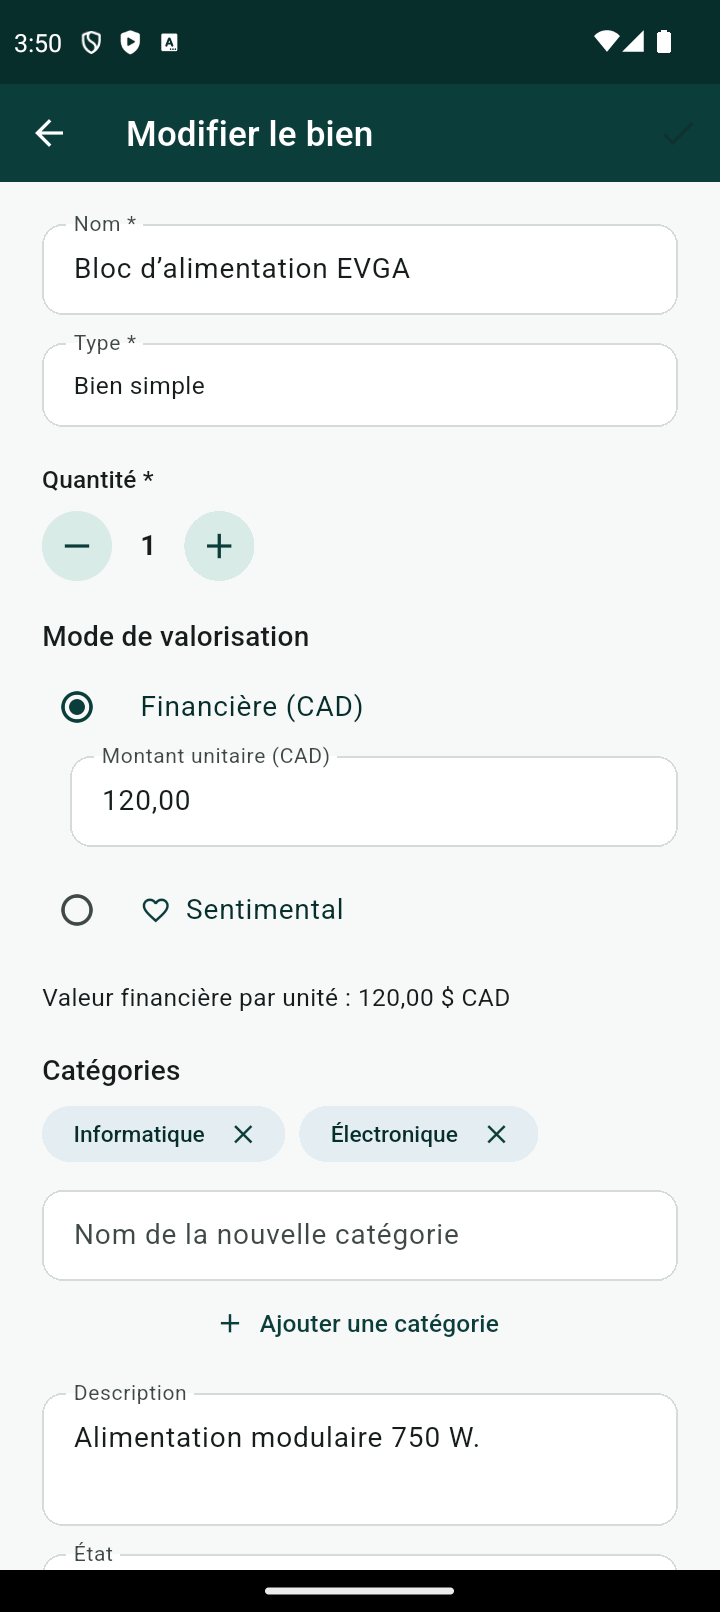 3:50
Modifier le bien
Nom *
Bloc d’alimentation EVGA
Type *
Bien simple
Quantité *
1
Mode de valorisation
Financière (CAD)
Montant unitaire (CAD)
120,00
Sentimental
Valeur financière par unité : 120,00 $ CAD
Catégories
Informatique
Électronique
Nom de la nouvelle catégorie
Ajouter une catégorie
Description
Alimentation modulaire 750 W.
État